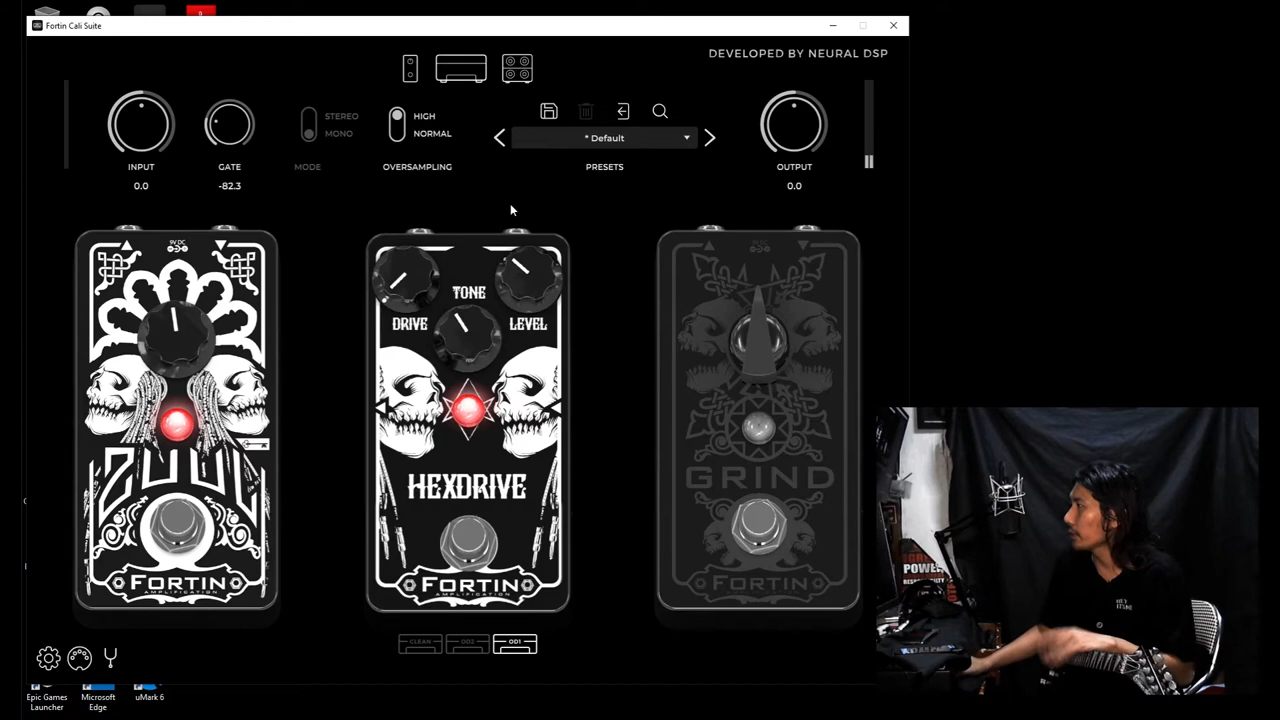 Fortin Cali Suite
DEVELOPED BY NEURAL DSP
STEREO
MONO
HIGH
NORMAL
* Default
INPUT
GATE
MODE
OVERSAMPLING
PRESETS
OUTPUT
0.0
-82.3
0.0
9V DC
TONE
DRIVE
LEVEL
ZUUL
HEXDRIVE
GRIND
FORTIN
FORTIN
AMPLIFICATION
FORTIN
CLEAN
OD2
OD1
Epic Games
Launcher
Microsoft
Edge
uMark 6
POWER